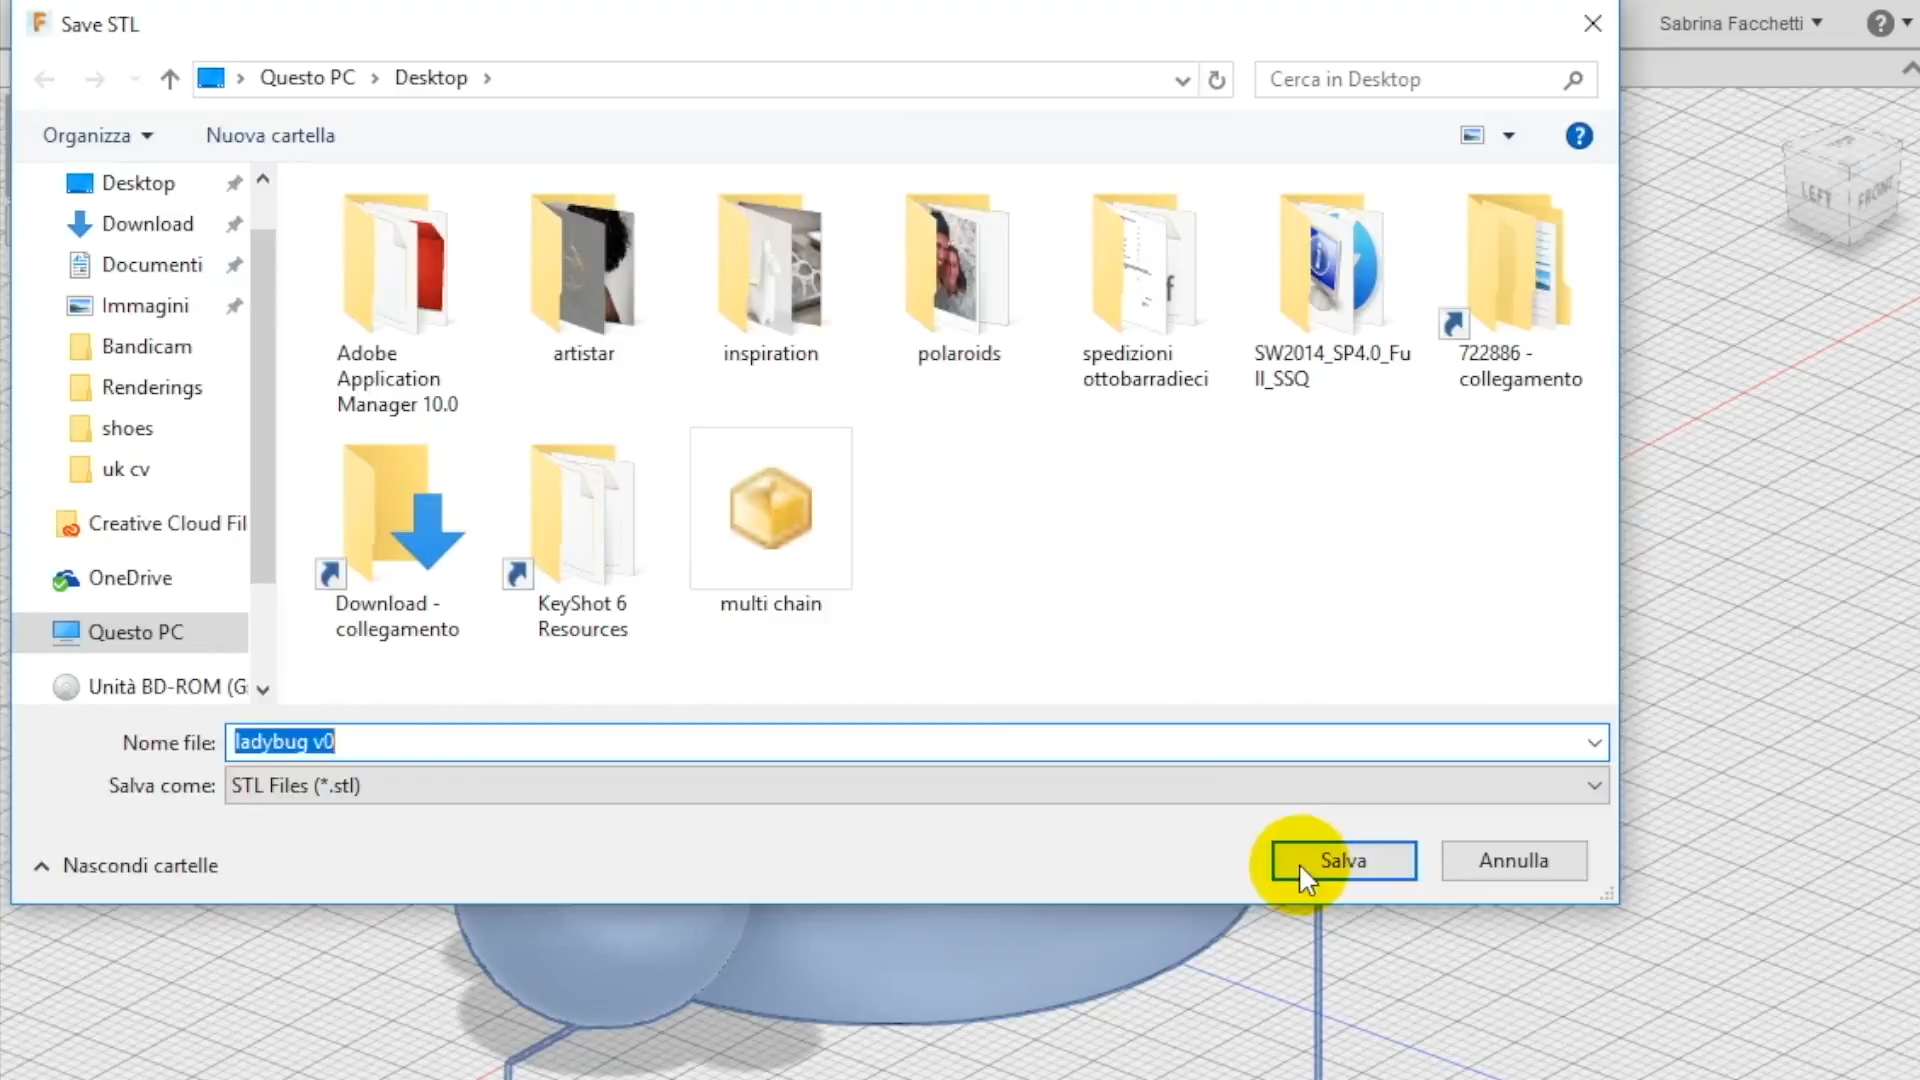 Save STL
Sabrina Facchetti
Questo PC
Desktop
Cerca in Desktop
Organizza
Nuova cartella
Desktop
Download
Documenti
Immagini
Bandicam
Renderings
shoes
uk cv
Creative Cloud Fil
OneDrive
Questo PC
Unità BD-ROM (G
Adobe
Application
Manager 10.0
artistar
inspiration
polaroids
spedizioni
ottobarradieci
SW2014_SP4.0_Fu
ll_SSQ
722886 -
collegamento
Download -
collegamento
KeyShot 6
Resources
multi chain
LEFT
FRONT
Nome file:
ladybug v0
Salva come:
STL Files (*.stl)
Nascondi cartelle
Salva
Annulla